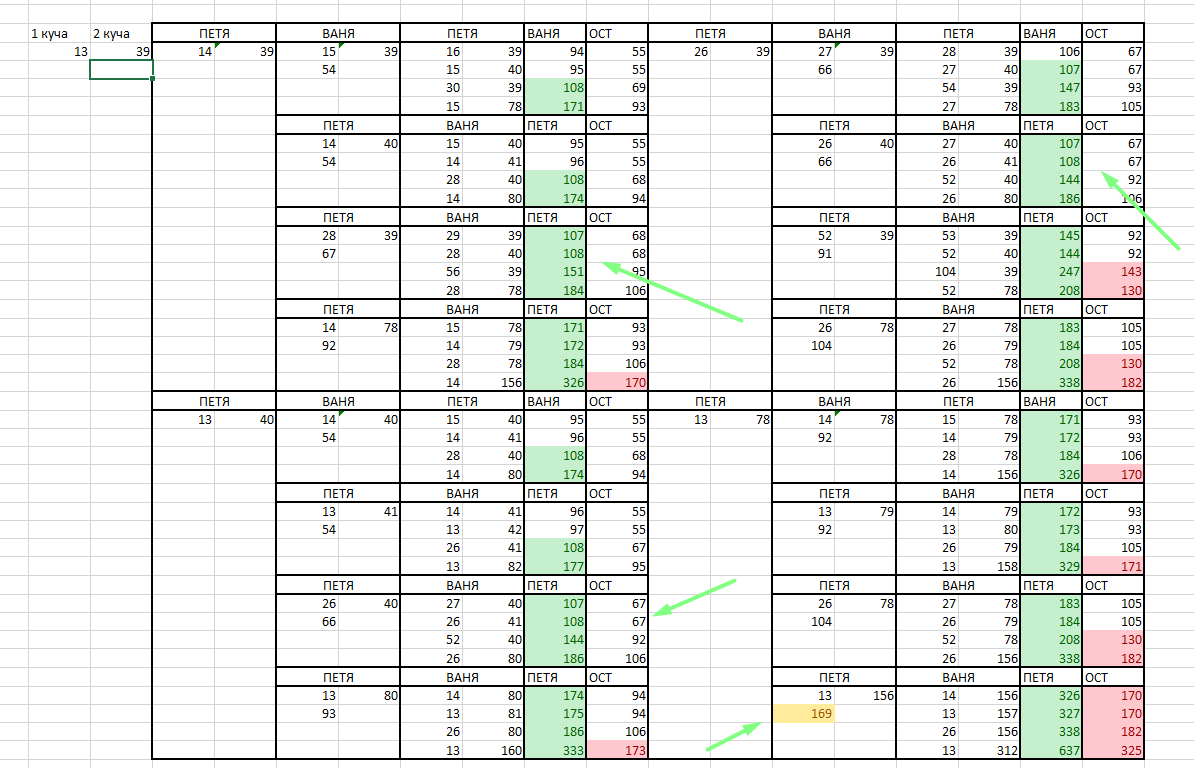 1 куча 2 куча ПЕТЯ ВАНЯ ПЕТЯ ВАНЯ ОСТ ПЕТЯ ВАНЯ ПЕТЯ ВАНЯ ОСТ
13 39 14 39 15 39 16 39 94 55 26 39 27 39 28 39 106 67
54 15 40 95 55 66 27 40 107 67
30 39 108 69 54 39 147 93
15 78 171 93 27 78 183 105
ПЕТЯ ВАНЯ ПЕТЯ ОСТ ПЕТЯ ВАНЯ ПЕТЯ ОСТ
14 40 15 40 95 55 26 40 27 40 107 67
54 14 41 96 55 66 26 41 108 67
28 40 108 68 52 40 144 92
14 80 174 94 26 80 186 106
ПЕТЯ ВАНЯ ПЕТЯ ОСТ ПЕТЯ ВАНЯ ПЕТЯ ОСТ
28 39 29 39 107 68 52 39 53 39 145 92
67 28 40 108 68 91 52 40 144 92
56 39 151 95 104 39 247 143
28 78 184 106 52 78 208 130
ПЕТЯ ВАНЯ ПЕТЯ ОСТ ПЕТЯ ВАНЯ ПЕТЯ ОСТ
14 78 15 78 171 93 26 78 27 78 183 105
92 14 79 172 93 104 26 79 184 105
28 78 184 106 52 78 208 130
14 156 326 170 26 156 338 182
ПЕТЯ ВАНЯ ПЕТЯ ВАНЯ ОСТ ПЕТЯ ВАНЯ ПЕТЯ ВАНЯ ОСТ
13 40 14 40 15 40 95 55 13 78 14 78 15 78 171 93
54 14 41 96 55 92 14 79 172 93
28 40 108 68 28 78 184 106
14 80 174 94 14 156 326 170
ПЕТЯ ВАНЯ ПЕТЯ ОСТ ПЕТЯ ВАНЯ ПЕТЯ ОСТ
13 41 14 41 96 55 13 79 14 79 172 93
54 13 42 97 55 92 13 80 173 93
26 41 108 67 26 79 184 105
13 82 177 95 13 158 329 171
ПЕТЯ ВАНЯ ПЕТЯ ОСТ ПЕТЯ ВАНЯ ПЕТЯ ОСТ
26 40 27 40 107 67 26 78 27 78 183 105
66 26 41 108 67 104 26 79 184 105
52 40 144 92 52 78 208 130
26 80 186 106 26 156 338 182
ПЕТЯ ВАНЯ ПЕТЯ ОСТ ПЕТЯ ВАНЯ ПЕТЯ ОСТ
13 80 14 80 174 94 13 156 14 156 326 170
93 13 81 175 94 169 13 157 327 170
26 80 186 106 26 156 338 182
13 160 333 173 13 312 637 325